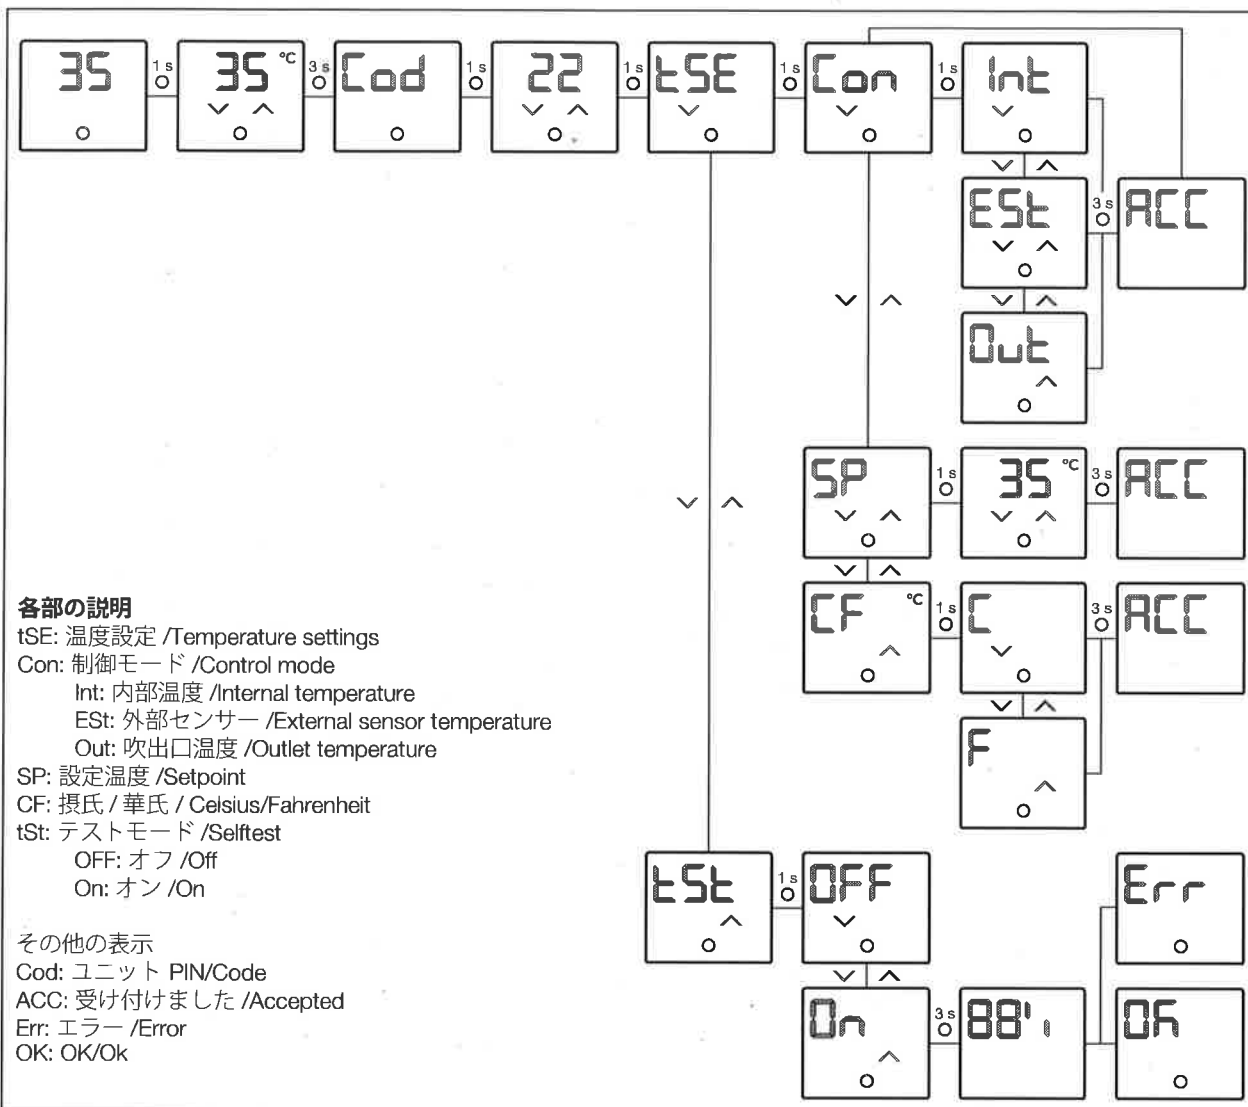 35
1 s
35 °C
3 s
Cod
1 s
22
1 s
tSE
1 s
Con
1 s
Int
ESt
3 s
ACC
Out
SP
1 s
35 °C
3 s
ACC
CF °C
1 s
C
3 s
ACC
F
各部の説明
tSE: 温度設定 /Temperature settings
Con: 制御モード /Control mode
Int: 内部温度 /Internal temperature
ESt: 外部センサー /External sensor temperature
Out: 吹出口温度 /Outlet temperature
SP: 設定温度 /Setpoint
CF: 摂氏 / 華氏 / Celsius/Fahrenheit
tSt: テストモード /Selftest
OFF: オフ /Off
On: オン /On
その他の表示
Cod: ユニット PIN/Code
ACC: 受け付けました /Accepted
Err: エラー /Error
OK: OK/Ok
tSt
1 s
OFF
Err
On
3 s
88
OK